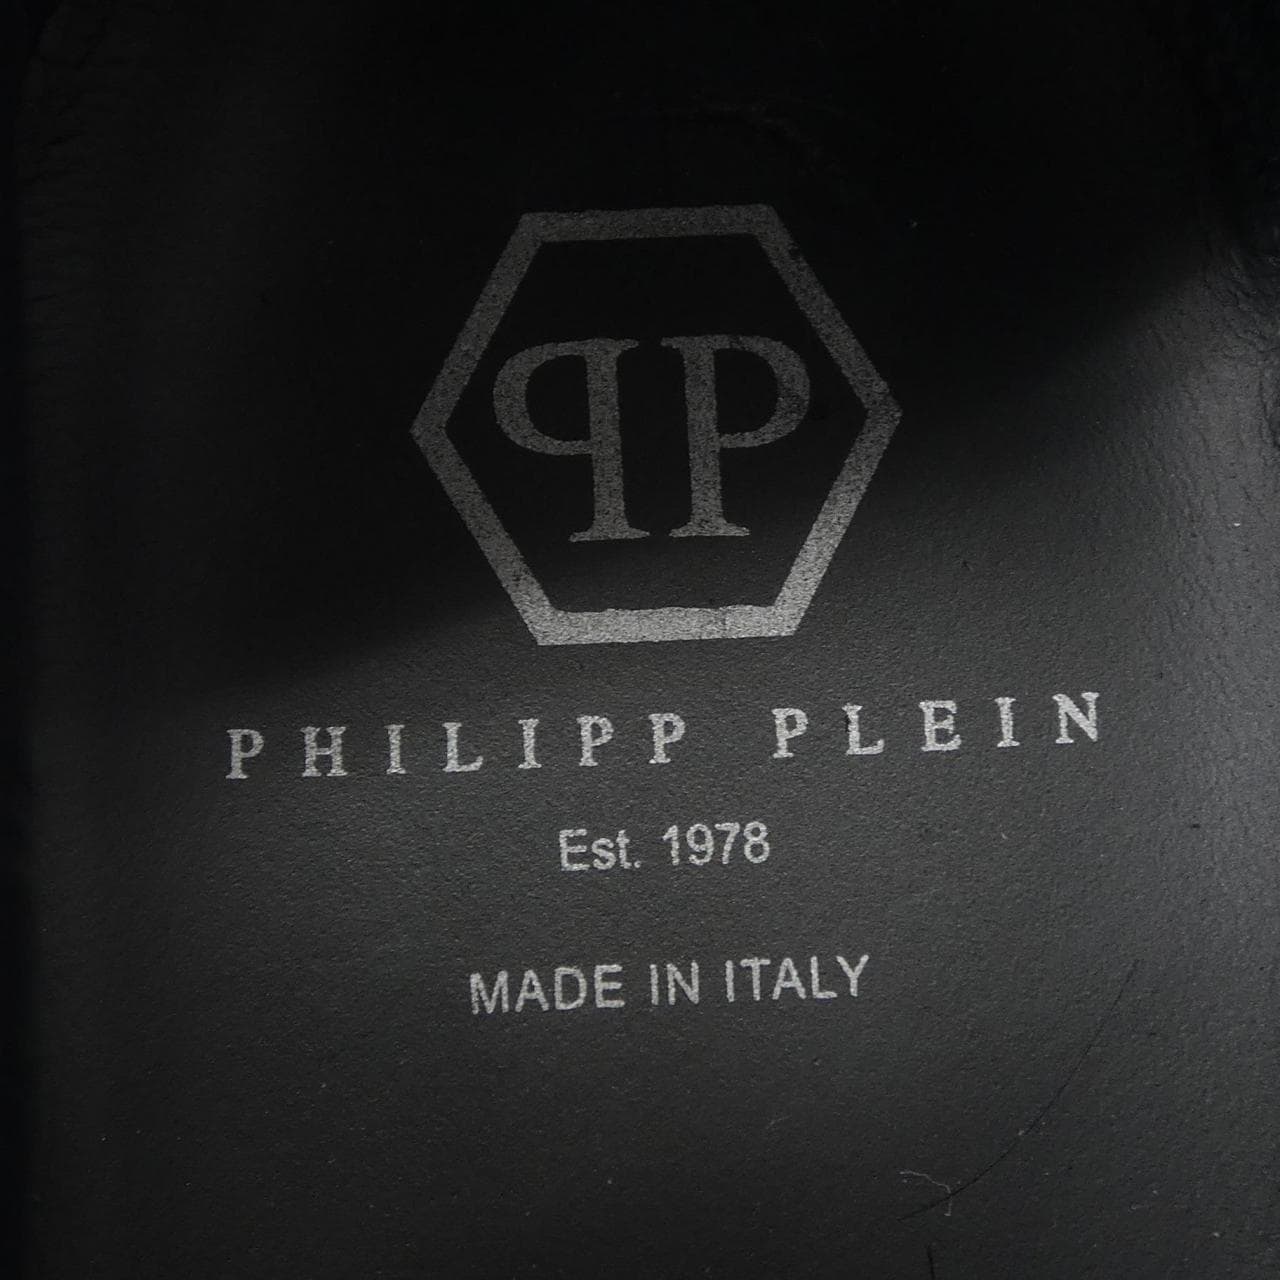 PP
PHILIPP PLEIN
Est. 1978
MADE IN ITALY